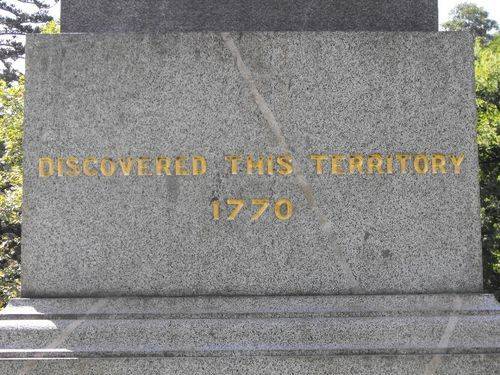 DISCOVERED THIS TERRITORY
1770